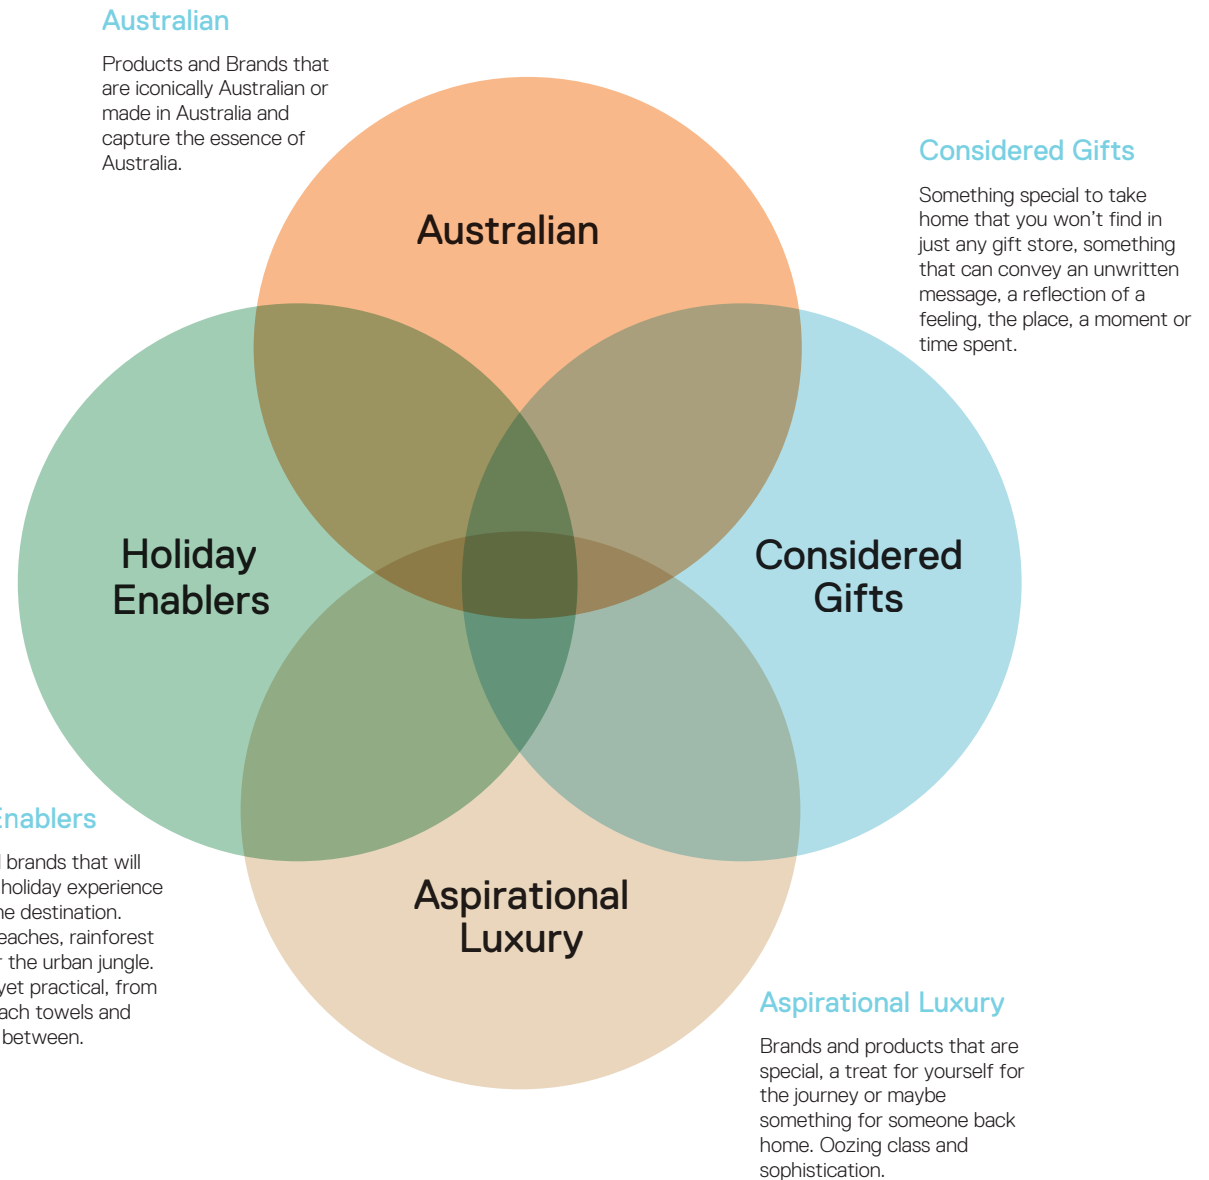 Australian
Products and Brands that
are iconically Australian or
made in Australia and
capture the essence of
Australia.
Considered Gifts
Something special to take
home that you won't find in
just any gift store, something
that can convey an unwritten
message, a reflection of a
feeling, the place, a moment or
time spent.
Australian
Holiday
Enablers
Considered
Gifts
Aspirational
Luxury
Enablers
brands that will
holiday experience
destination.
rainforest
the urban jungle.
yet practical, from
towels and
between.
Aspirational Luxury
Brands and products that are
special, a treat for yourself for
the journey or maybe
something for someone back
home. Oozing class and
sophistication.